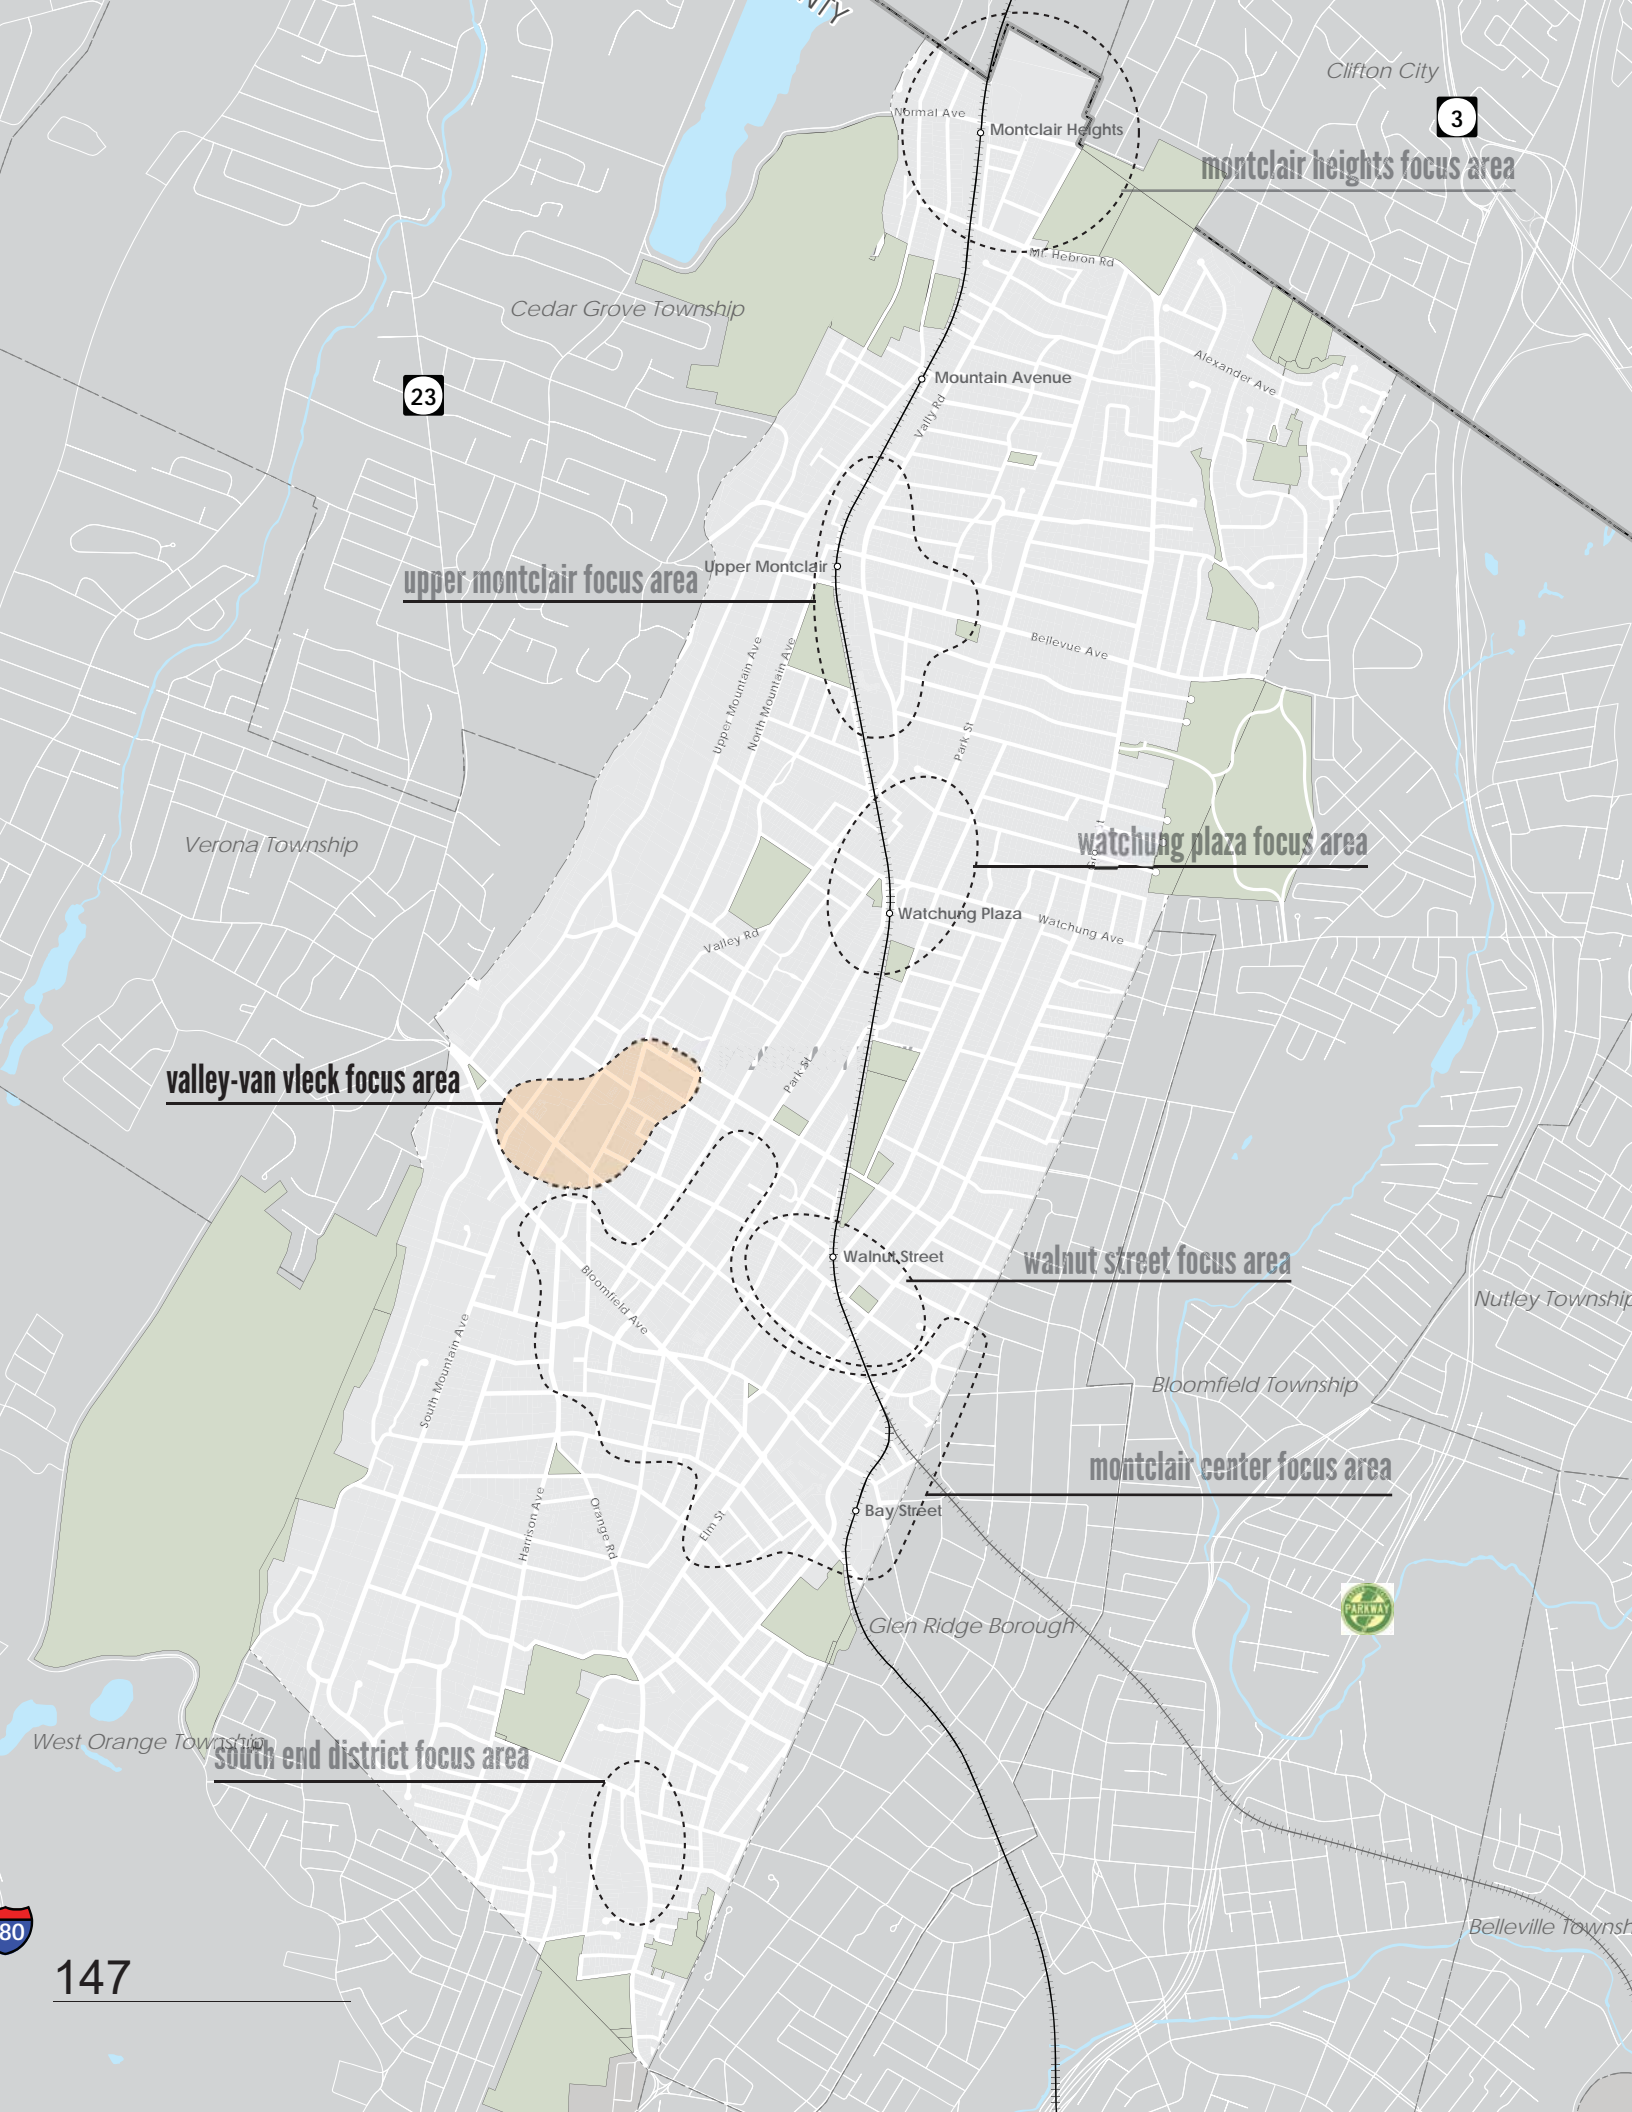 NTY
Clifton City
3
Normal Ave
Montclair Heights
montclair heights focus area
Mt. Hebron Rd
Cedar Grove Township
Alexander Ave
Mountain Avenue
23
Vally Rd
Upper Montclair
upper montclair focus area
Bellevue Ave
Upper Mountain Ave
North Mountain Ave
Park St
watchung plaza focus area
Verona Township
Watchung Plaza
Watchung Ave
Valley Rd
Park St
valley-van vleck focus area
Walnut Street
walnut street focus area
Bloomfield Ave
Nutley Township
South Mountain Ave
Bloomfield Township
montclair center focus area
Harrison Ave
Orange Rd
Elm St
Bay Street
PARKWAY
Glen Ridge Borough
West Orange Township
south end district focus area
80
Belleville Townsh
147